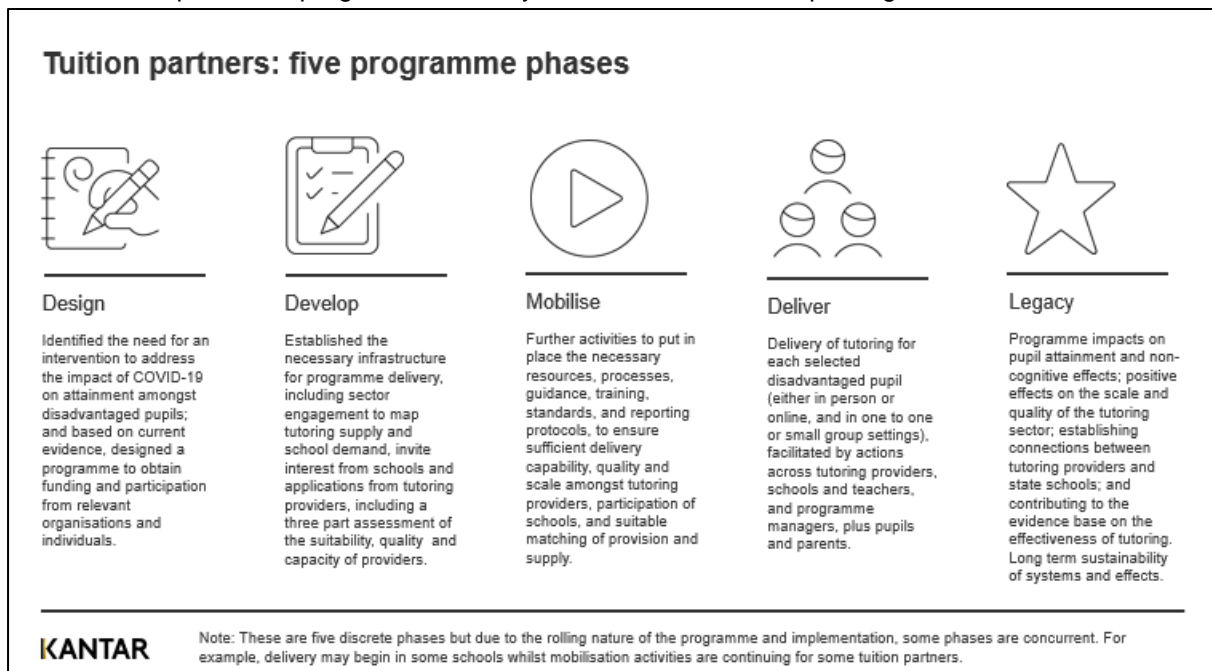 Tuition partners: five programme phases
Design
Identified the need for an
intervention to address
the impact of COVID-19
on attainment amongst
disadvantaged pupils;
and based on current
evidence, designed a
programme to obtain
funding and participation
from relevant
organisations and
individuals.
Develop
Established the
necessary infrastructure
for programme delivery,
including sector
engagement to map
tutoring supply and
school demand, invite
interest from schools and
applications from tutoring
providers, including a
three part assessment of
the suitability, quality and
capacity of providers.
Mobilise
Further activities to put in
place the necessary
resources, processes,
guidance, training,
standards, and reporting
protocols, to ensure
sufficient delivery
capability, quality and
scale amongst tutoring
providers, participation of
schools, and suitable
matching of provision and
supply.
Deliver
Delivery of tutoring for
each selected
disadvantaged pupil
(either in person or
online, and in one to one
or small group settings),
facilitated by actions
across tutoring providers,
schools and teachers,
and programme
managers, plus pupils
and parents.
Legacy
Programme impacts on
pupil attainment and non-
cognitive effects; positive
effects on the scale and
quality of the tutoring
sector; establishing
connections between
tutoring providers and
state schools; and
contributing to the
evidence base on the
effectiveness of tutoring.
Long term sustainability
of systems and effects.
KANTAR
Note: These are five discrete phases but due to the rolling nature of the programme and implementation, some phases are concurrent. For
example, delivery may begin in some schools whilst mobilisation activities are continuing for some tuition partners.